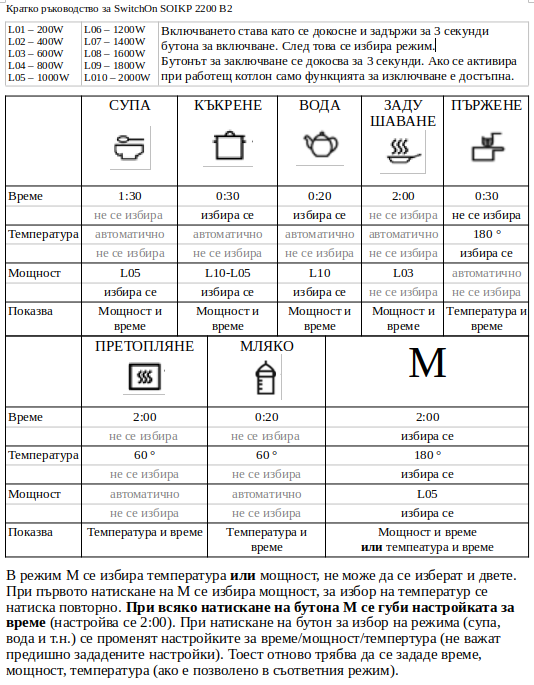 Кратко ръководство за SwitchOn SOIKP 2200 B2
L01 – 200W
L02 – 400W
L03 – 600W
L04 – 800W
L05 – 1000W
L06 – 1200W
L07 – 1400W
L08 – 1600W
L09 – 1800W
L010 – 2000W
Включването става като се докосне и задържи за 3 секунди
бутона за включване. След това се избира режим.
Бутонът за заключване се докосва за 3 секунди. Ако се активира
при работещ котлон само функцията за изключване е достъпна.
СУПА КЪКРЕНЕ ВОДА ЗАДУ ПЪРЖЕНЕ
ШАВАНЕ
Време 1:30 0:30 0:20 2:00 0:30
не се избира избира се избира се не се избира не се избира
Температура автоматично автоматично автоматично автоматично 180 °
не се избира не се избира не се избира не се избира избира се
Мощност L05 L10-L05 L10 L03 автоматично
избира се избира се избира се не се избира не се избира
Показва Мощност и Мощност и Мощност и Мощност и Температура и
време време време време време
ПРЕТОПЛЯНЕ МЛЯКО М
Време 2:00 0:20 2:00
не се избира не се избира избира се
Температура 60 ° 60 ° 180 °
не се избира не се избира избира се
Мощност автоматично автоматично L05
не се избира не се избира избира се
Показва Температура и време Температура и Мощност и време
време или темпеатура и време
В режим М се избира температура или мощност, не може да се изберат и двете.
При първото натискане на М се избира мощност, за избор на температур се
натиска повторно. При всяко натискане на бутона М се губи настройката за
време (настройва се 2:00). При натискане на бутон за избор на режима (супа,
вода и т.н.) се променят настройките за време/мощност/темпертура (не важат
предишно зададените настройки). Тоест отново трябва да се зададе време,
мощност, температура (ако е позволено в съответния режим).